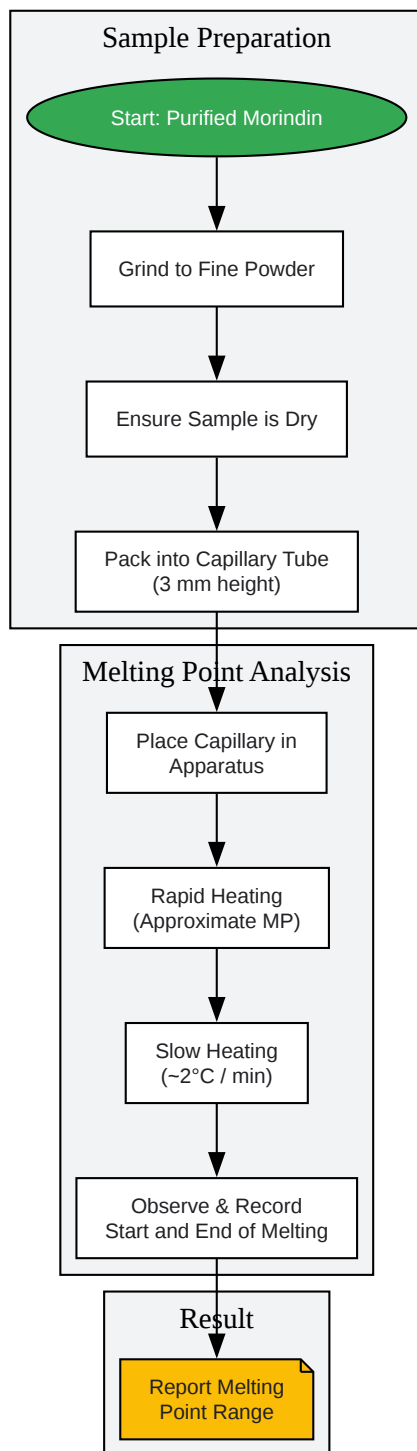 Sample Preparation
Start: Purified Morindin
Grind to Fine Powder
Ensure Sample is Dry
Pack into Capillary Tube
(3 mm height)
Melting Point Analysis
Place Capillary in
Apparatus
Rapid Heating
(Approximate MP)
Slow Heating
(~2°C / min)
Observe & Record
Start and End of Melting
Result
Report Melting
Point Range